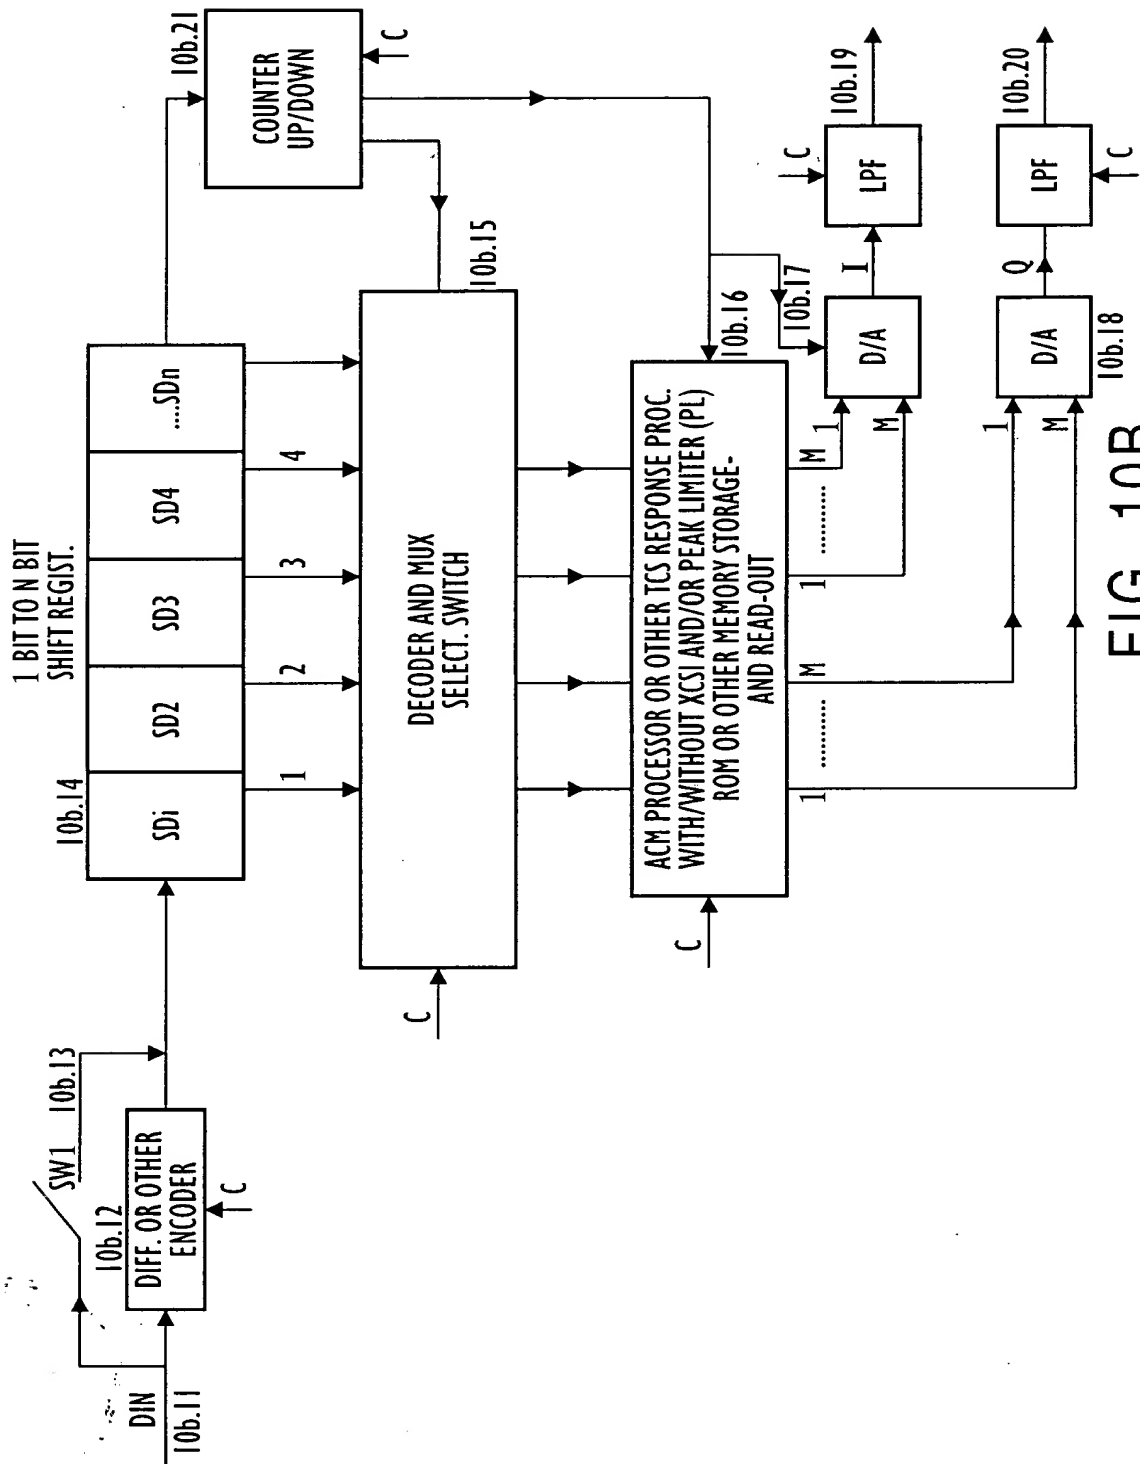 DIN
10b.11
SW1 10b.13
10b.12
DIFF. OR OTHER
ENCODER
C
1 BIT TO N BIT
SHIFT REGIST.
10b.14
SDi
SD2
SD3
SD4
.....SDn
10b.21
COUNTER
UP/DOWN
C
1
2
3
4
10b.15
DECODER AND MUX
SELECT. SWITCH
C
10b.16
ACM PROCESSOR OR OTHER TCS RESPONSE PROC.
WITH/WITHOUT XCSI AND/OR PEAK LIMITER (PL)
ROM OR OTHER MEMORY STORAGE-
AND READ-OUT
C
1 .......... M
1 .......... M
10b.17
1
M
D/A
I
C
LPF
10b.19
1
M
D/A
10b.18
Q
LPF
C
10b.20
FIG. 10B